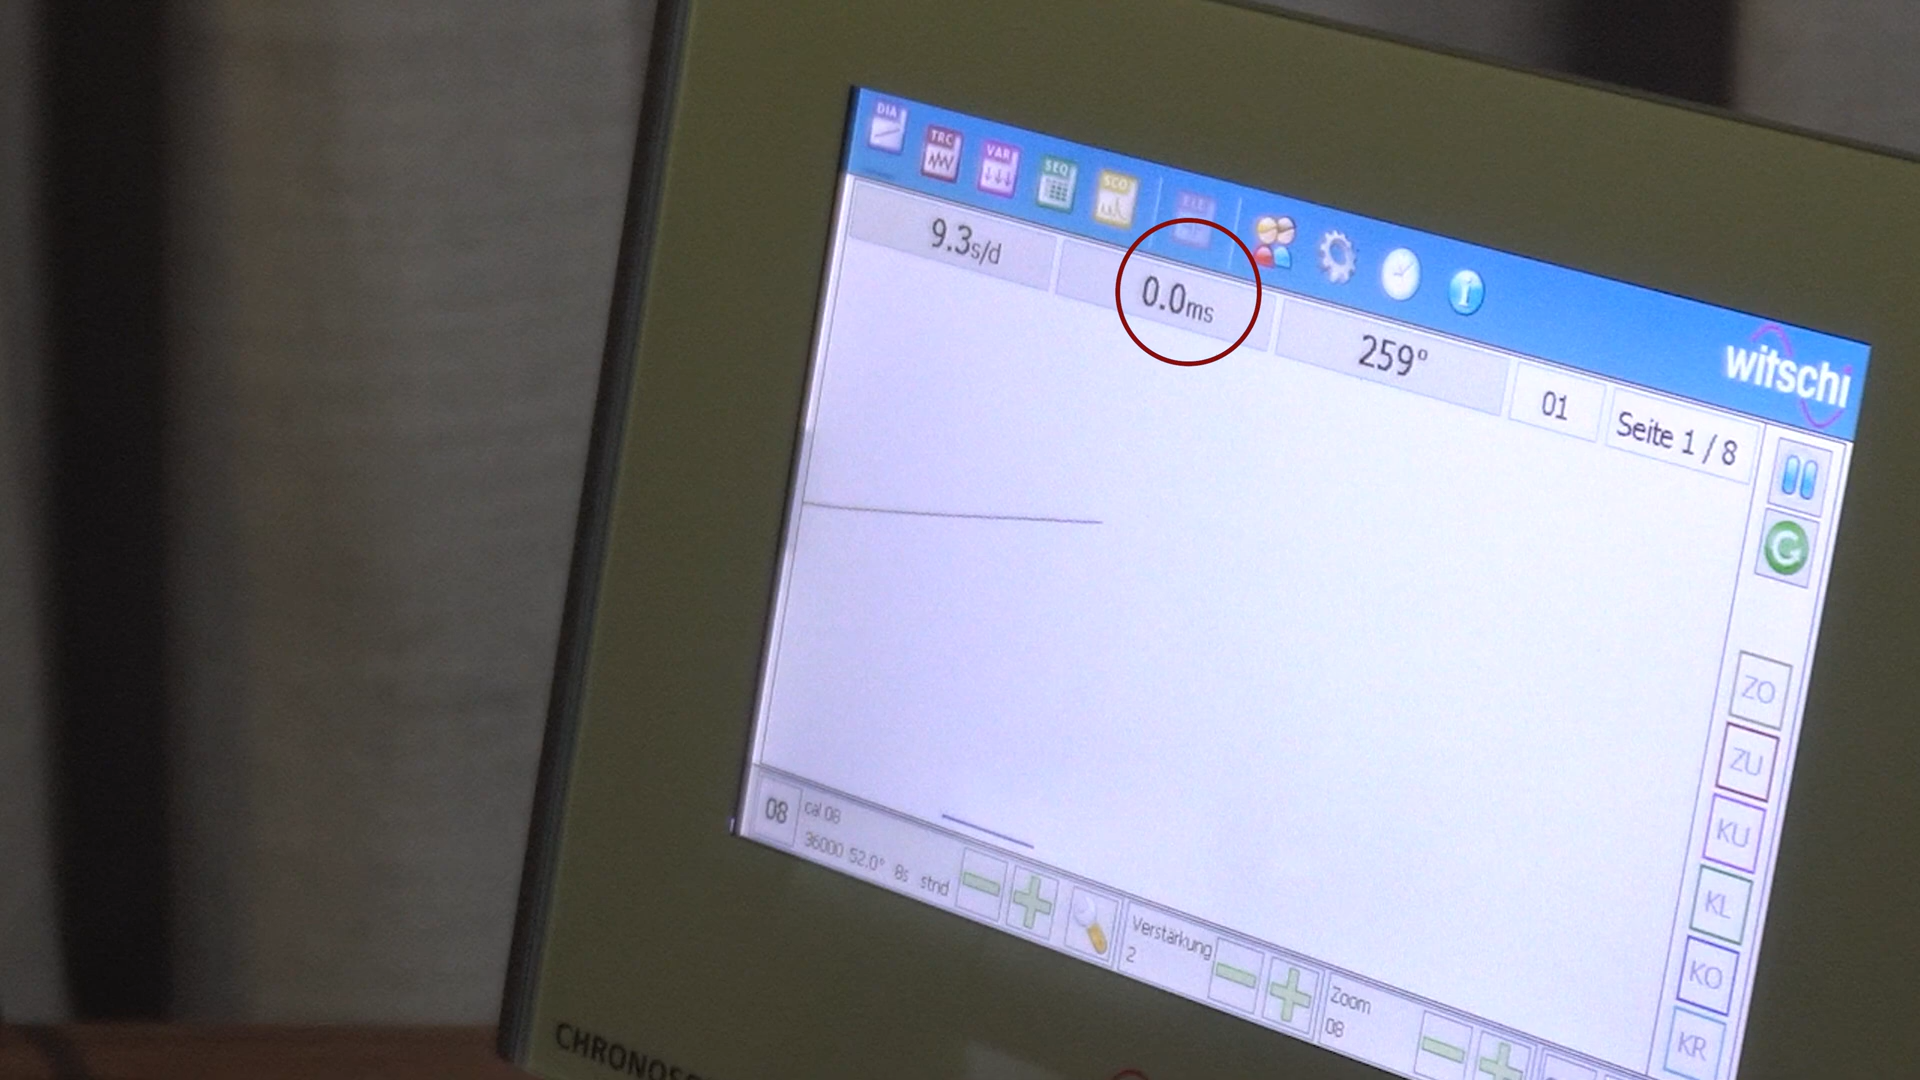 DIA
TRC
VAR
SEQ
SCO
9.3s/d
0.0ms
259°
01
Seite 1 / 8
witschi
ZO
ZU
KU
KL
KO
KR
08
cal 08
36000 52.0° 8s stnd
Verstärkung
2
Zoom
08